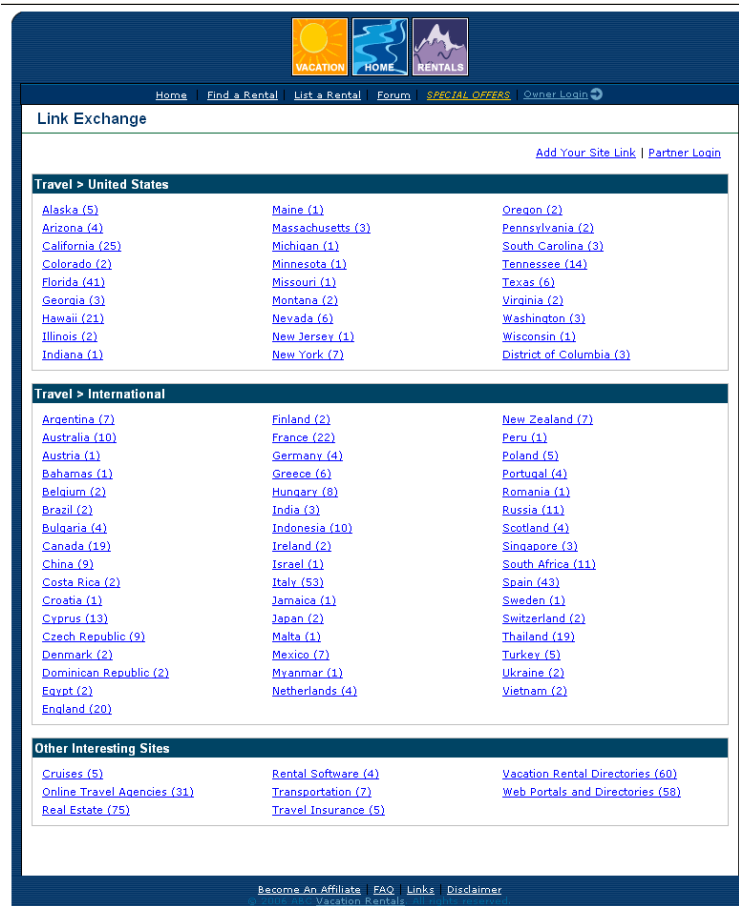 VACATION HOME RENTALS
Home | Find a Rental | List a Rental | Forum | SPECIAL OFFERS | Owner Login
Link Exchange
Add Your Site Link | Partner Login
Travel > United States
Alaska (5) Maine (1) Oregon (2)
Arizona (4) Massachusetts (3) Pennsylvania (2)
California (25) Michigan (1) South Carolina (3)
Colorado (2) Minnesota (1) Tennessee (14)
Florida (41) Missouri (1) Texas (6)
Georgia (3) Montana (2) Virginia (2)
Hawaii (21) Nevada (6) Washington (3)
Illinois (2) New Jersey (1) Wisconsin (1)
Indiana (1) New York (7) District of Columbia (3)
Travel > International
Argentina (7) Finland (2) New Zealand (7)
Australia (10) France (22) Peru (1)
Austria (1) Germany (4) Poland (5)
Bahamas (1) Greece (6) Portugal (4)
Belgium (2) Hungary (8) Romania (1)
Brazil (2) India (3) Russia (11)
Bulgaria (4) Indonesia (10) Scotland (4)
Canada (19) Ireland (2) Singapore (3)
China (9) Israel (1) South Africa (11)
Costa Rica (2) Italy (53) Spain (43)
Croatia (1) Jamaica (1) Sweden (1)
Cyprus (13) Japan (2) Switzerland (2)
Czech Republic (9) Malta (1) Thailand (19)
Denmark (2) Mexico (7) Turkey (5)
Dominican Republic (2) Myanmar (1) Ukraine (2)
Egypt (2) Netherlands (4) Vietnam (2)
England (20)
Other Interesting Sites
Cruises (5) Rental Software (4) Vacation Rental Directories (60)
Online Travel Agencies (31) Transportation (7) Web Portals and Directories (58)
Real Estate (75) Travel Insurance (5)
Become An Affiliate | FAQ | Links | Disclaimer
© 2006 ABC Vacation Rentals. All rights reserved.